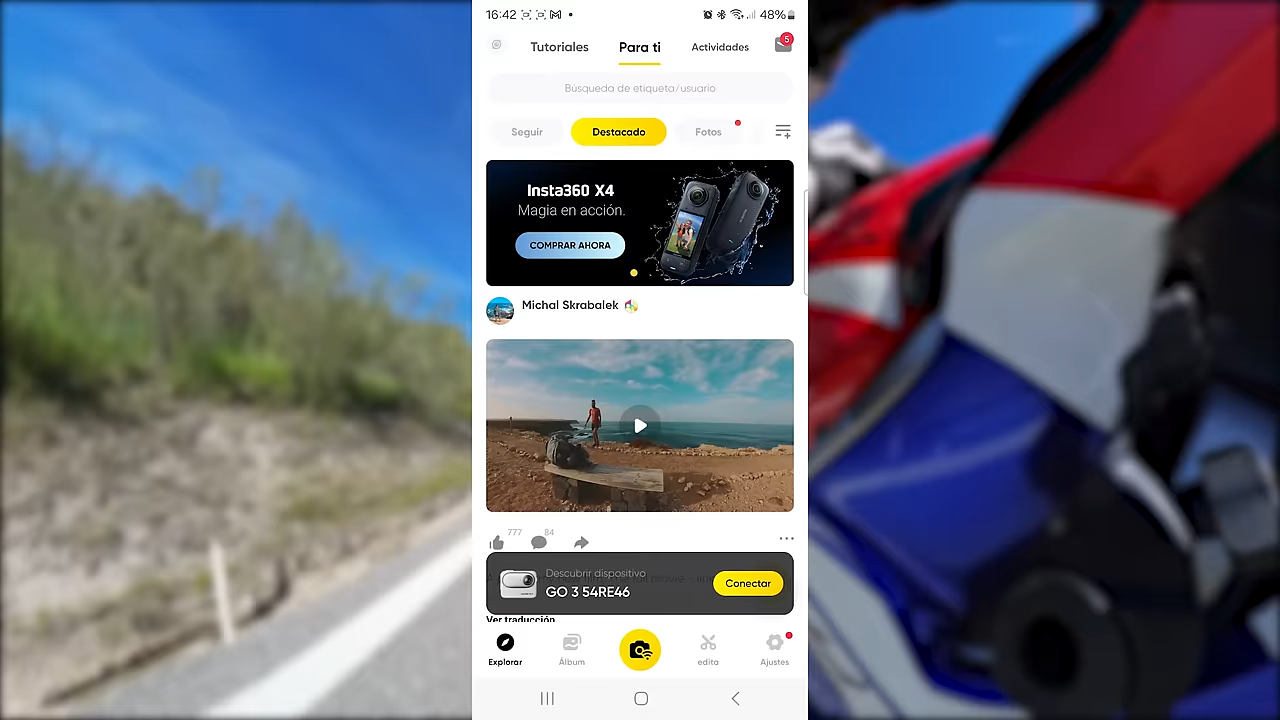 16:42
48%
Tutoriales
Para ti
Actividades
5
Búsqueda de etiqueta/usuario
Seguir
Destacado
Fotos
Insta360 X4
Magia en acción.
COMPRAR AHORA
Michal Skrabalek
777
84
Descubrir dispositivo
GO 3 54RE46
Conectar
Ver traducción
Explorar
Álbum
edita
Ajustes